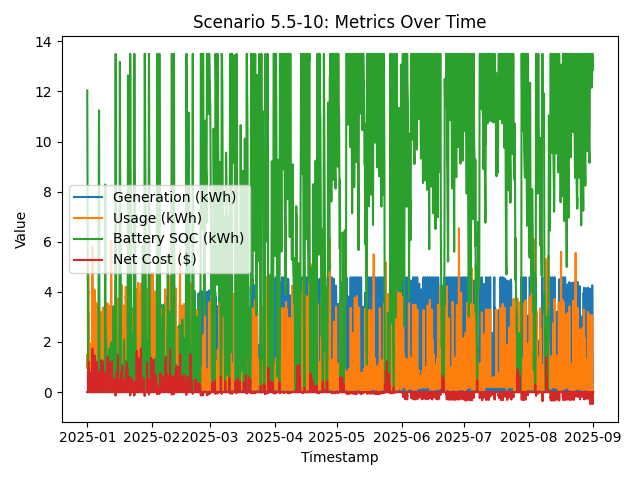 Scenario 5.5-10: Metrics Over Time
14
12
10
8
6
4
2
0
Value
Generation (kWh)
Usage (kWh)
Battery SOC (kWh)
Net Cost ($)
2025-01 2025-02 2025-03 2025-04 2025-05 2025-06 2025-07 2025-08 2025-09
Timestamp